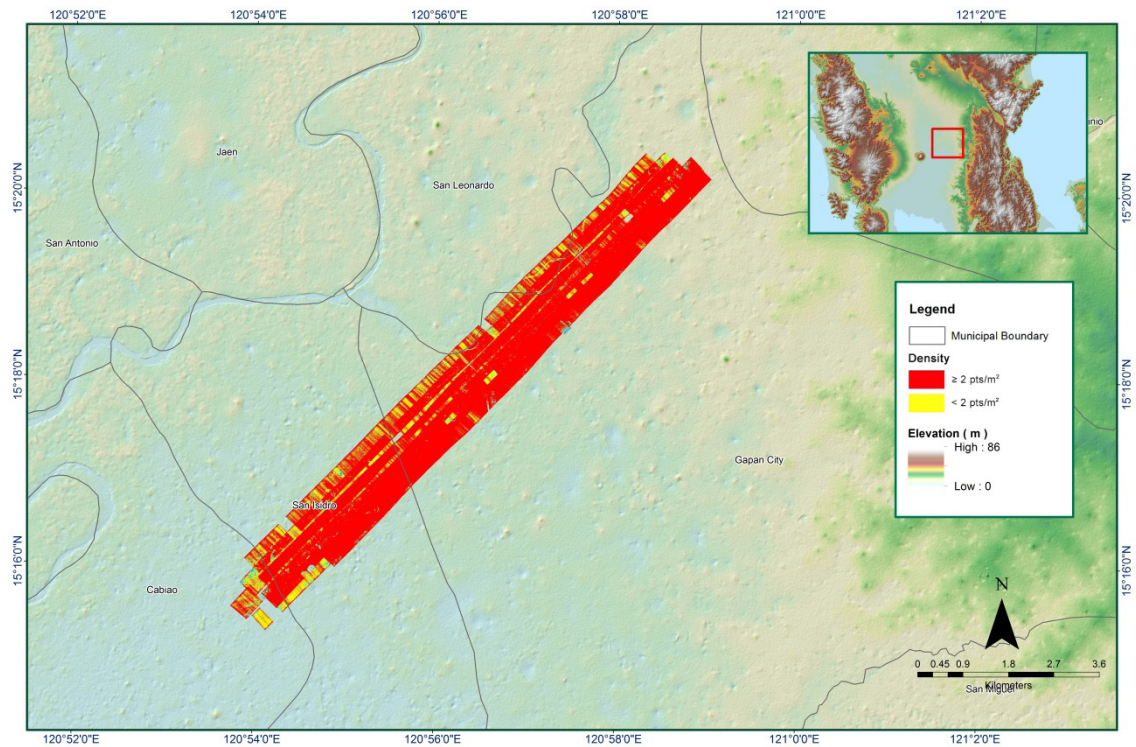 120°52'0"E 120°54'0"E 120°56'0"E 120°58'0"E 121°0'0"E 121°2'0"E
Jaen
San Leonardo
15°20'0"N
15°20'0"N
San Antonio
Legend
Municipal Boundary
Density
≥ 2 pts/m²
< 2 pts/m²
Elevation ( m )
High : 86
Low : 0
15°18'0"N
15°18'0"N
Gapan City
San Isidro
15°16'0"N
15°16'0"N
Cabiao
N
0 0.45 0.9 1.8 2.7 3.6
Kilometers
San Miguel
120°52'0"E 120°54'0"E 120°56'0"E 120°58'0"E 121°0'0"E 121°2'0"E